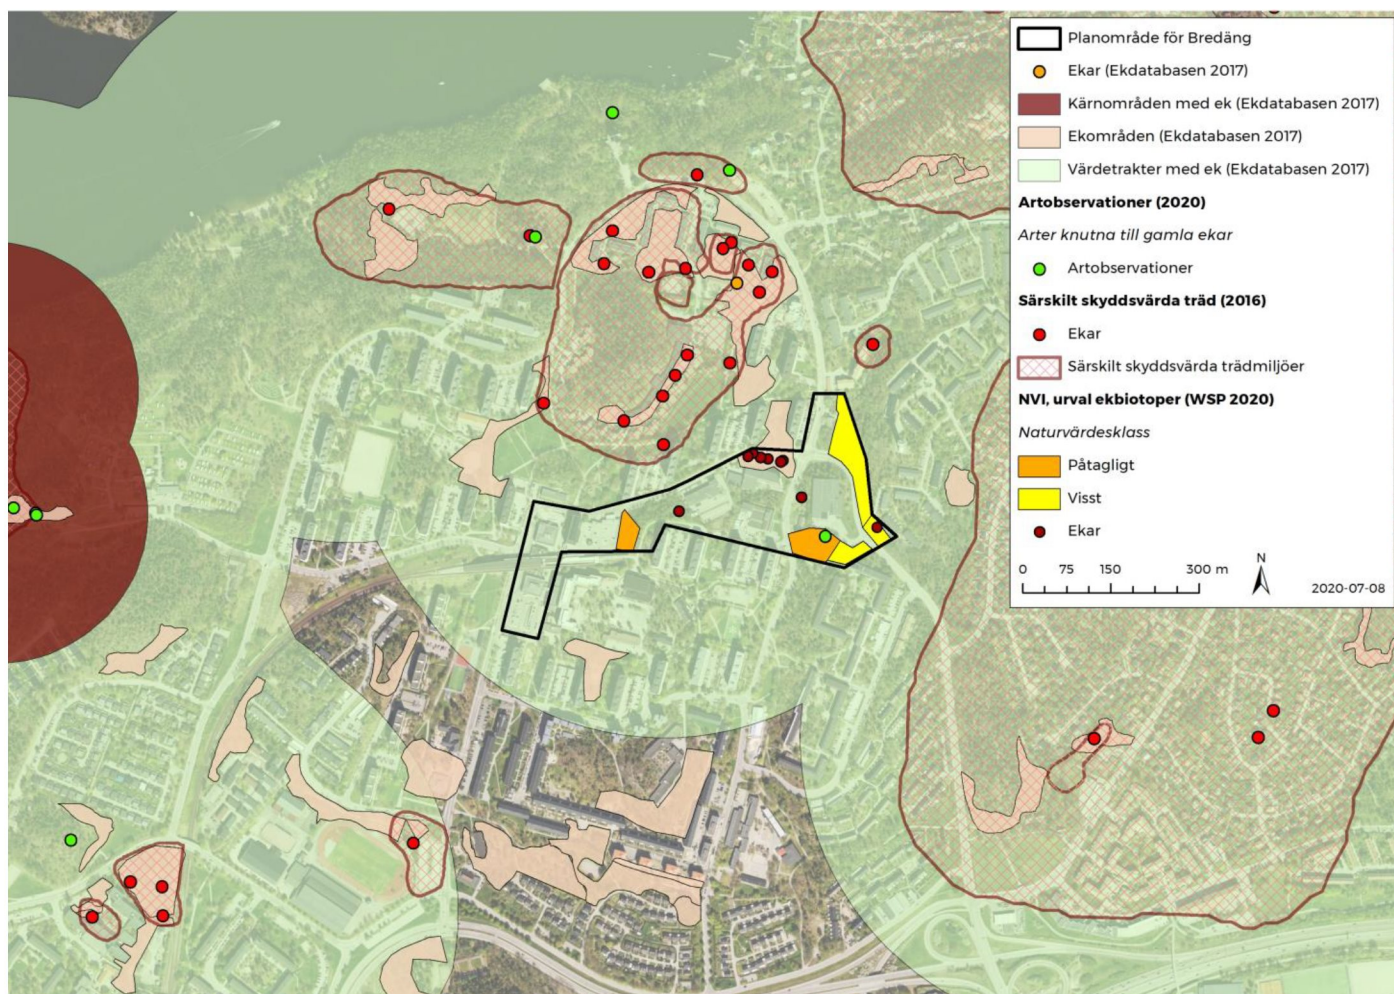 Planområde för Bredäng
Ekar (Ekdatabasen 2017)
Kärnområden med ek (Ekdatabasen 2017)
Ekområden (Ekdatabasen 2017)
Värdetrakter med ek (Ekdatabasen 2017)
Artobservationer (2020)
Arter knutna till gamla ekar
Artobservationer
Särskilt skyddsvärda träd (2016)
Ekar
Särskilt skyddsvärda trädmiljöer
NVI, urval ekbiotoper (WSP 2020)
Naturvärdesklass
Påtagligt
Visst
Ekar
0 75 150 300 m
N
2020-07-08